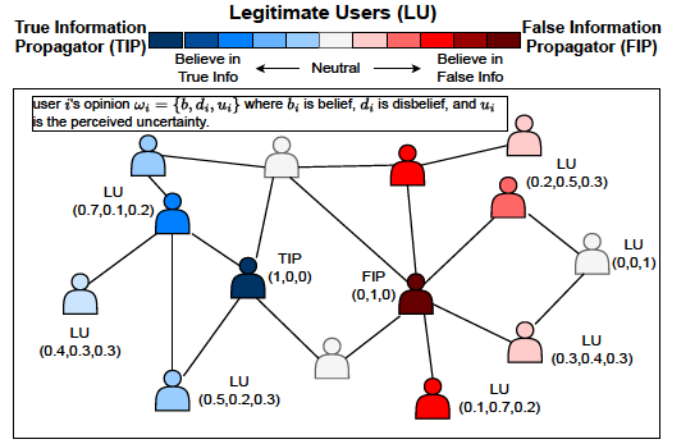 Legitimate Users (LU)
True Information
Propagator (TIP)
False Information
Propagator (FIP)
Believe in
True Info
Neutral
Believe in
False Info
user i's opinion ωᵢ = {b, dᵢ, uᵢ} where bᵢ is belief, dᵢ is disbelief, and uᵢ
is the perceived uncertainty.
LU
(0.2,0.5,0.3)
LU
(0.7,0.1,0.2)
TIP
(1,0,0)
FIP
(0,1,0)
LU
(0,0,1)
LU
(0.4,0.3,0.3)
LU
(0.3,0.4,0.3)
LU
(0.5,0.2,0.3)
LU
(0.1,0.7,0.2)